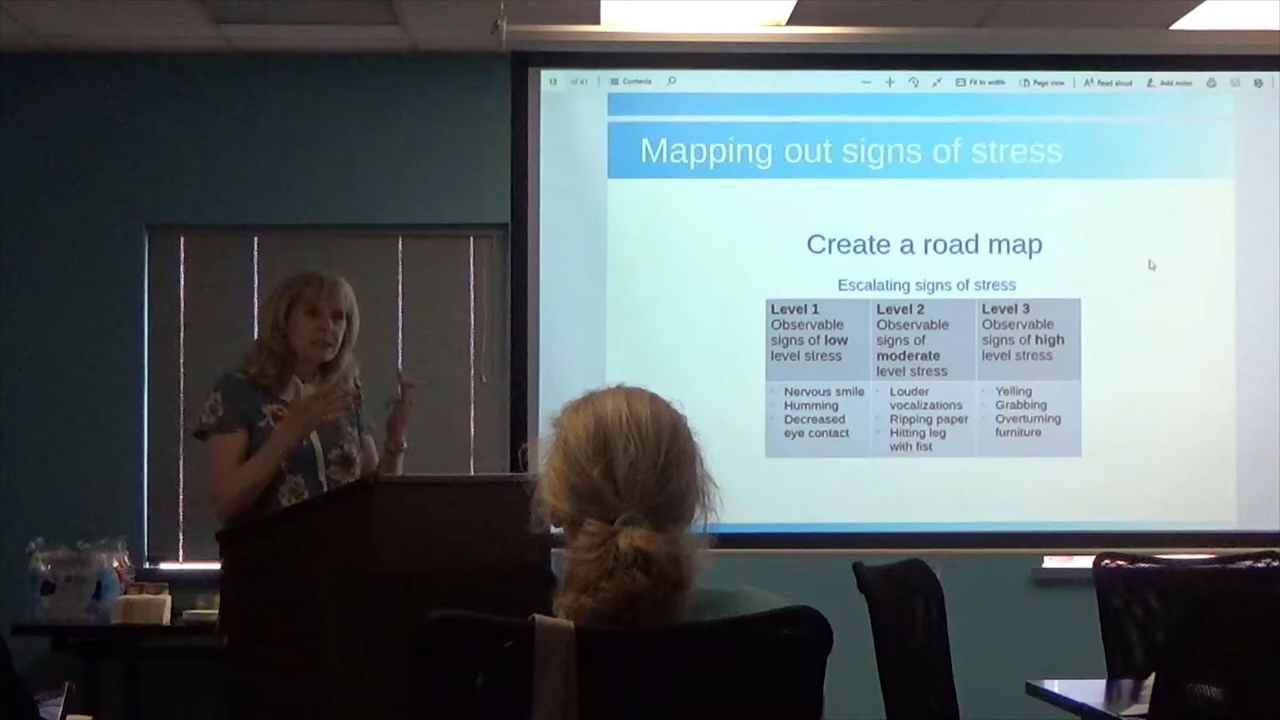 13 of 41 Contents Fit to width Page view Read aloud Add notes
Mapping out signs of stress
Create a road map
Escalating signs of stress
Level 1
Observable
signs of low
level stress
Level 2
Observable
signs of
moderate
level stress
Level 3
Observable
signs of high
level stress
Nervous smile
Humming
Decreased
eye contact
Louder
vocalizations
Ripping paper
Hitting leg
with fist
Yelling
Grabbing
Overturning
furniture